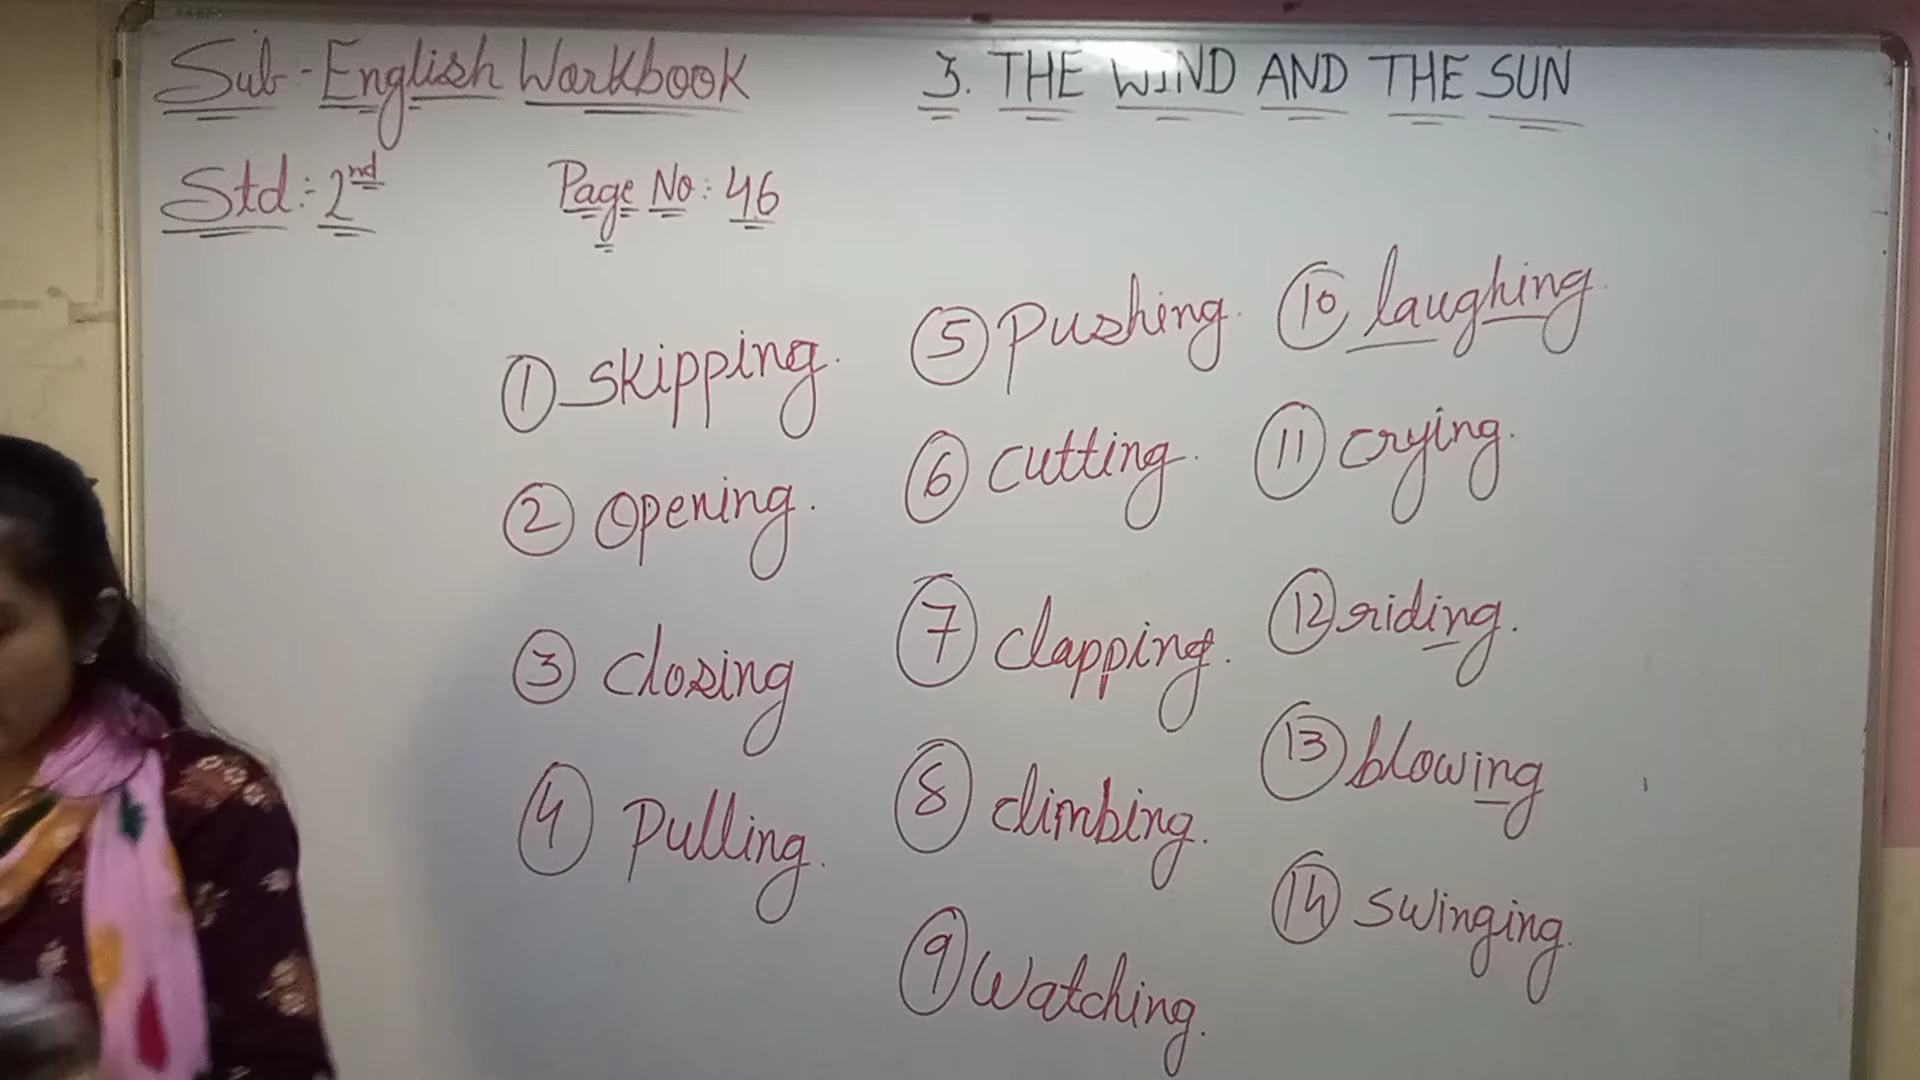 Sub - English Workbook
3. THE WIND AND THE SUN
Std:- 2nd
Page No: 46
1 skipping.
2 Opening.
3 Closing
4 Pulling.
5 Pushing.
6 Cutting.
7 Clapping.
8 climbing.
9 Watching.
10 laughing.
11 crying.
12 riding.
13 blowing
14 swinging.